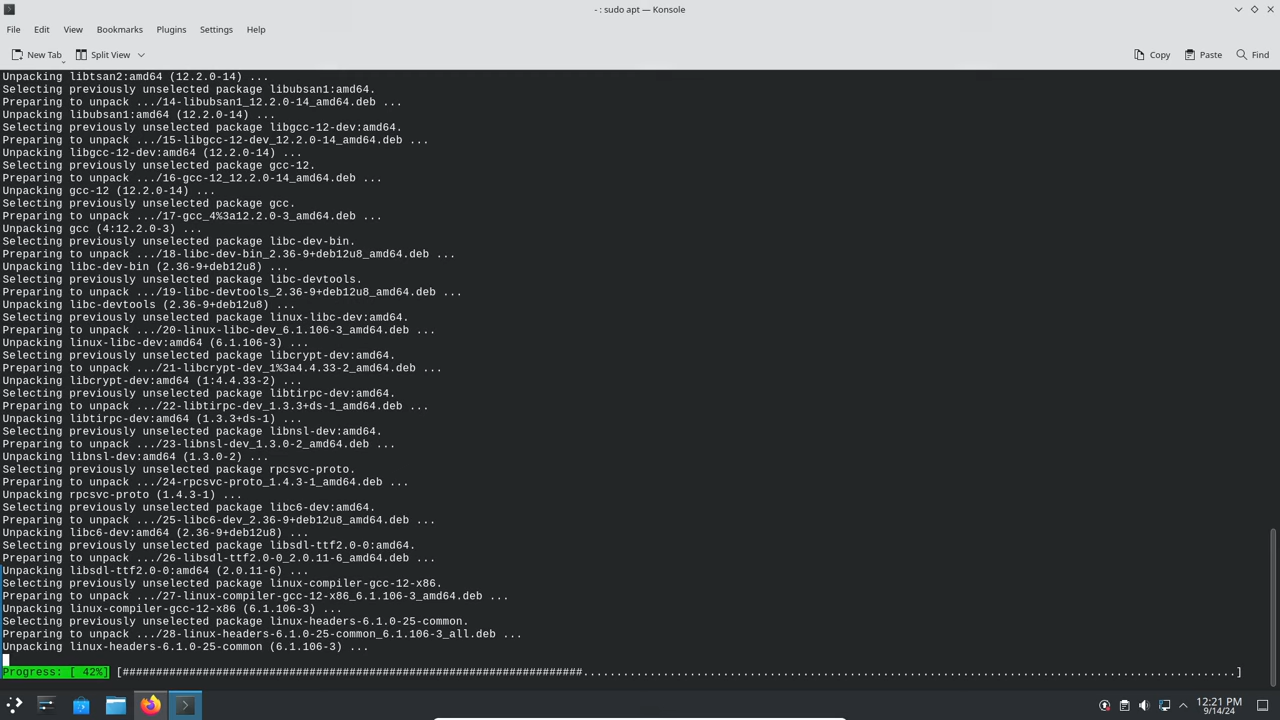 - : sudo apt — Konsole
File Edit View Bookmarks Plugins Settings Help
New Tab Split View Copy Paste Find
Unpacking libtsan2:amd64 (12.2.0-14) ...
Selecting previously unselected package libubsan1:amd64.
Preparing to unpack .../14-libubsan1_12.2.0-14_amd64.deb ...
Unpacking libubsan1:amd64 (12.2.0-14) ...
Selecting previously unselected package libgcc-12-dev:amd64.
Preparing to unpack .../15-libgcc-12-dev_12.2.0-14_amd64.deb ...
Unpacking libgcc-12-dev:amd64 (12.2.0-14) ...
Selecting previously unselected package gcc-12.
Preparing to unpack .../16-gcc-12_12.2.0-14_amd64.deb ...
Unpacking gcc-12 (12.2.0-14) ...
Selecting previously unselected package gcc.
Preparing to unpack .../17-gcc_4%3a12.2.0-3_amd64.deb ...
Unpacking gcc (4:12.2.0-3) ...
Selecting previously unselected package libc-dev-bin.
Preparing to unpack .../18-libc-dev-bin_2.36-9+deb12u8_amd64.deb ...
Unpacking libc-dev-bin (2.36-9+deb12u8) ...
Selecting previously unselected package libc-devtools.
Preparing to unpack .../19-libc-devtools_2.36-9+deb12u8_amd64.deb ...
Unpacking libc-devtools (2.36-9+deb12u8) ...
Selecting previously unselected package linux-libc-dev:amd64.
Preparing to unpack .../20-linux-libc-dev_6.1.106-3_amd64.deb ...
Unpacking linux-libc-dev:amd64 (6.1.106-3) ...
Selecting previously unselected package libcrypt-dev:amd64.
Preparing to unpack .../21-libcrypt-dev_1%3a4.4.33-2_amd64.deb ...
Unpacking libcrypt-dev:amd64 (1:4.4.33-2) ...
Selecting previously unselected package libtirpc-dev:amd64.
Preparing to unpack .../22-libtirpc-dev_1.3.3+ds-1_amd64.deb ...
Unpacking libtirpc-dev:amd64 (1.3.3+ds-1) ...
Selecting previously unselected package libnsl-dev:amd64.
Preparing to unpack .../23-libnsl-dev_1.3.0-2_amd64.deb ...
Unpacking libnsl-dev:amd64 (1.3.0-2) ...
Selecting previously unselected package rpcsvc-proto.
Preparing to unpack .../24-rpcsvc-proto_1.4.3-1_amd64.deb ...
Unpacking rpcsvc-proto (1.4.3-1) ...
Selecting previously unselected package libc6-dev:amd64.
Preparing to unpack .../25-libc6-dev_2.36-9+deb12u8_amd64.deb ...
Unpacking libc6-dev:amd64 (2.36-9+deb12u8) ...
Selecting previously unselected package libsdl-ttf2.0-0:amd64.
Preparing to unpack .../26-libsdl-ttf2.0-0_2.0.11-6_amd64.deb ...
Unpacking libsdl-ttf2.0-0:amd64 (2.0.11-6) ...
Selecting previously unselected package linux-compiler-gcc-12-x86.
Preparing to unpack .../27-linux-compiler-gcc-12-x86_6.1.106-3_amd64.deb ...
Unpacking linux-compiler-gcc-12-x86 (6.1.106-3) ...
Selecting previously unselected package linux-headers-6.1.0-25-common.
Preparing to unpack .../28-linux-headers-6.1.0-25-common_6.1.106-3_all.deb ...
Unpacking linux-headers-6.1.0-25-common (6.1.106-3) ...
Progress: [ 42%] [#####################################################################..................................................................................................]
12:21 PM
9/14/24